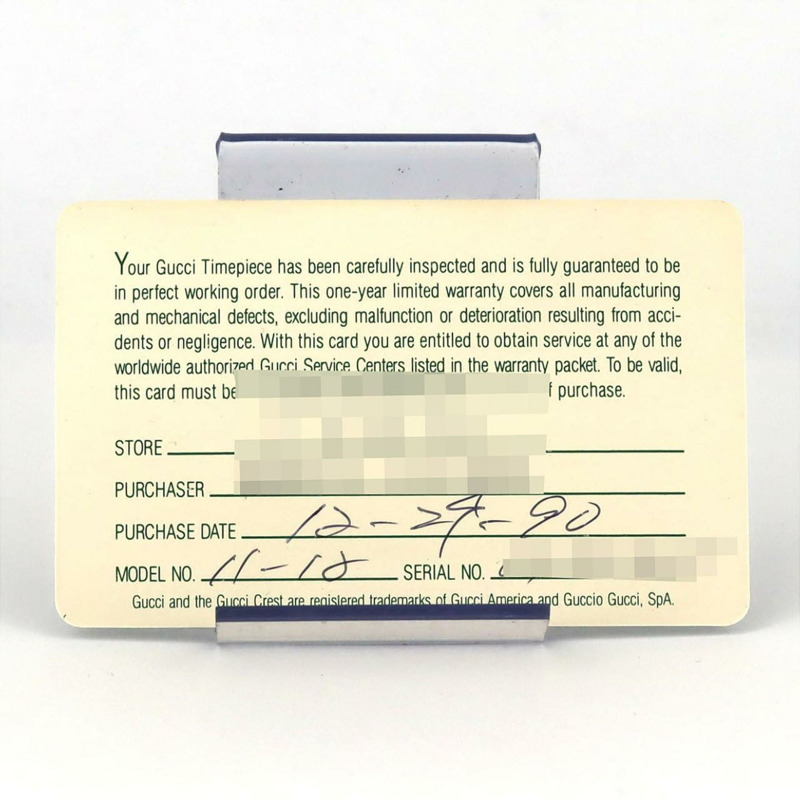 Your Gucci Timepiece has been carefully inspected and is fully guaranteed to be
in perfect working order. This one-year limited warranty covers all manufacturing
and mechanical defects, excluding malfunction or deterioration resulting from acci-
dents or negligence. With this card you are entitled to obtain service at any of the
worldwide authorized Gucci Service Centers listed in the warranty packet. To be valid,
this card must be purchase.
STORE
PURCHASER
PURCHASE DATE 12-29-90
MODEL NO. 11-12 SERIAL NO.
Gucci and the Gucci Crest are registered trademarks of Gucci America and Guccio Gucci, SpA.